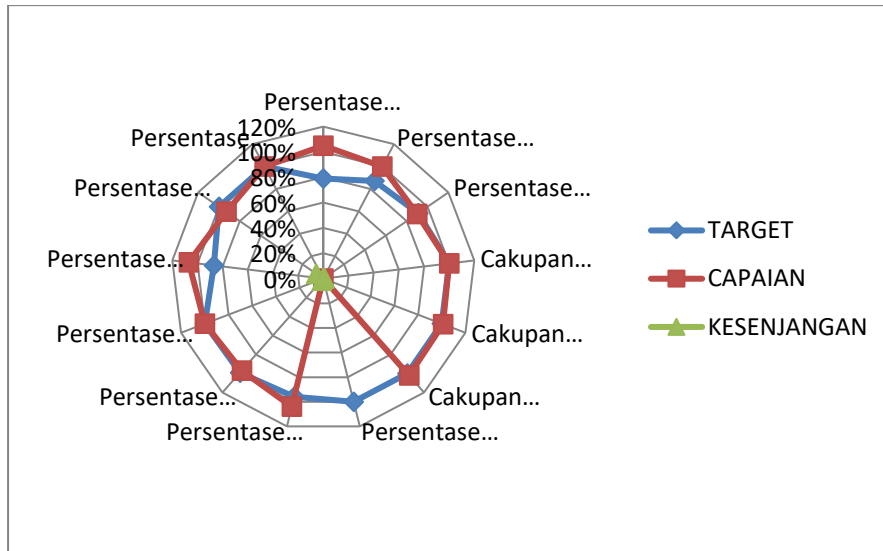 Persentase...
Persentase...
Persentase...
Cakupan...
Cakupan...
Cakupan...
Persentase...
Persentase...
Persentase...
Persentase...
Persentase...
Persentase...
Persentase...
120%
100%
80%
60%
40%
20%
0%
TARGET
CAPAIAN
KESENJANGAN